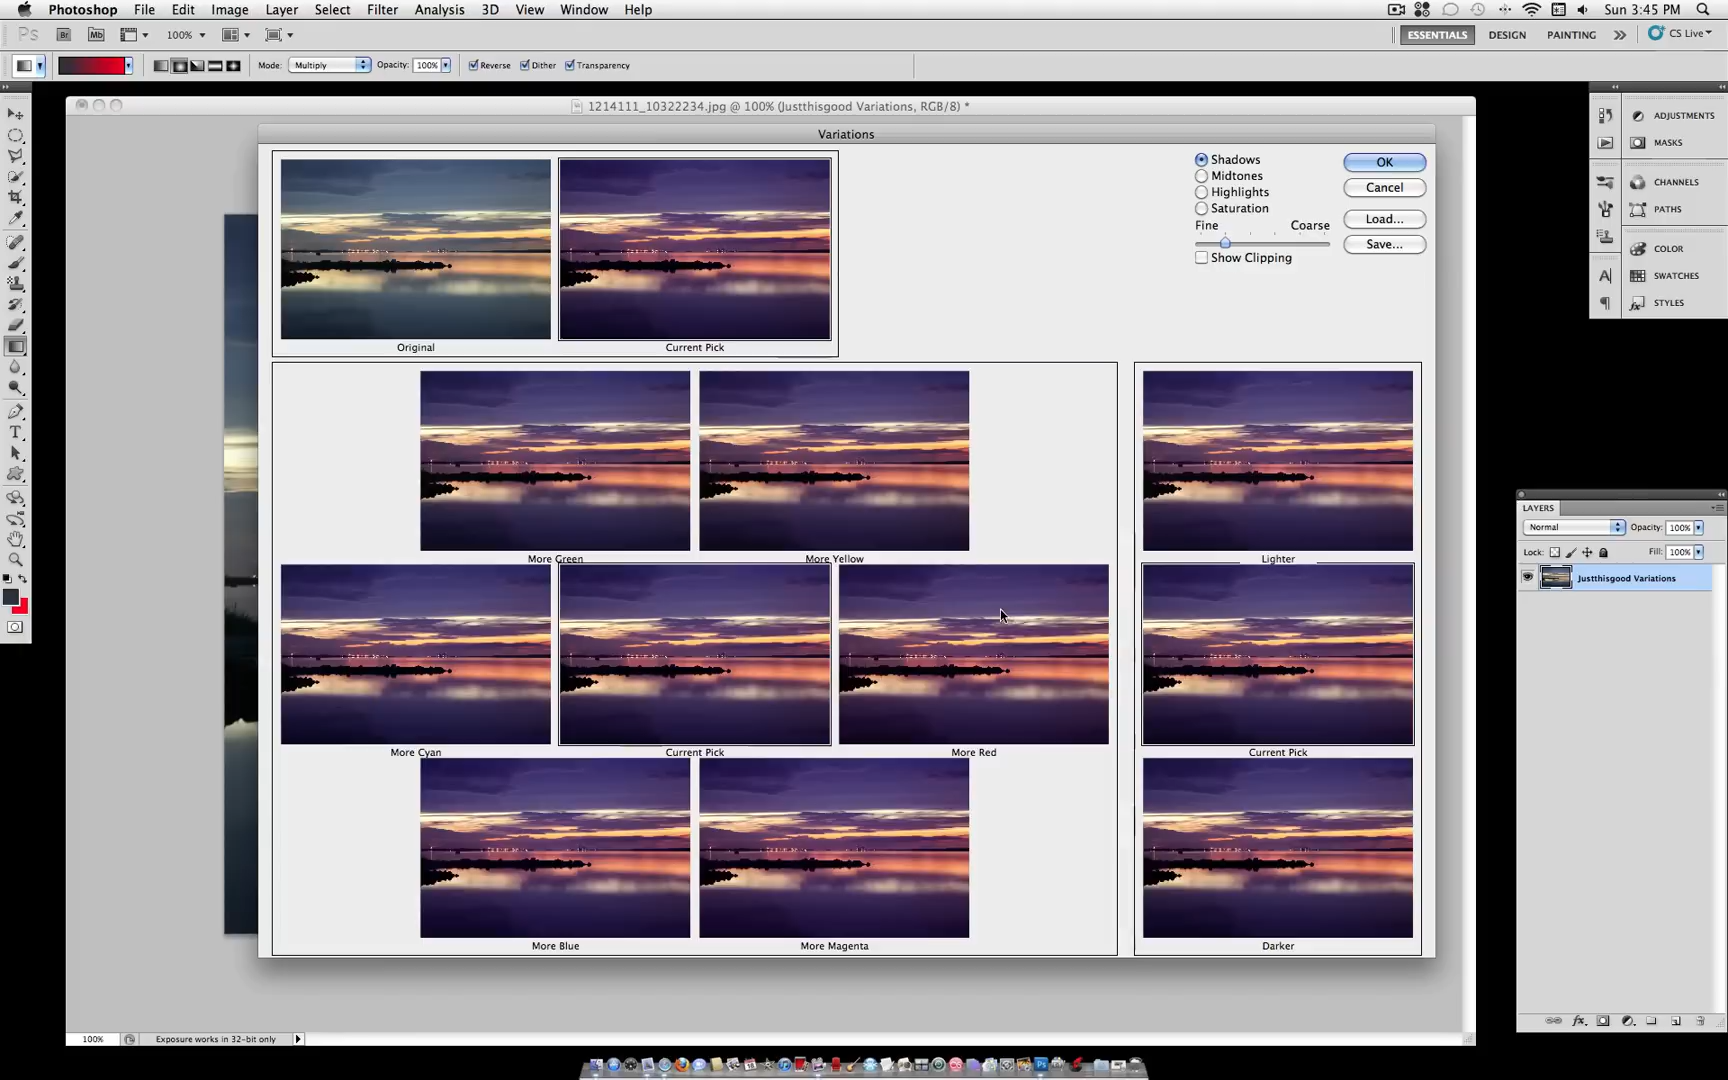 Photoshop File Edit Image Layer Select Filter Analysis 3D View Window Help Sun 3:45 PM
Ps Br Mb 100% ESSENTIALS DESIGN PAINTING >> CS Live
Mode: Multiply Opacity: 100% Reverse Dither Transparency
1214111_10322234.jpg @ 100% (Justthisgood Variations, RGB/8) *
Variations
Shadows
Midtones
Highlights
Saturation
Fine Coarse
Show Clipping
OK
Cancel
Load...
Save...
Original
Current Pick
More Green
More Yellow
Lighter
More Cyan
Current Pick
More Red
Current Pick
More Blue
More Magenta
Darker
ADJUSTMENTS
MASKS
CHANNELS
PATHS
COLOR
SWATCHES
STYLES
LAYERS
Normal Opacity: 100%
Lock: Fill: 100%
Justthisgood Variations
100% Exposure works in 32-bit only